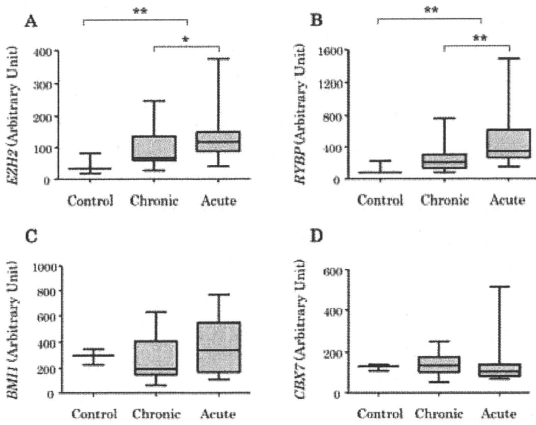 A
**
*
400
300
200
100
0
EZH2 (Arbitrary Unit)
Control Chronic Acute
B
**
**
1600
1200
800
400
0
RYBP (Arbitrary Unit)
Control Chronic Acute
C
1000
800
600
400
200
0
BMI1 (Arbitrary Unit)
Control Chronic Acute
D
600
400
200
0
CBX7 (Arbitrary Unit)
Control Chronic Acute